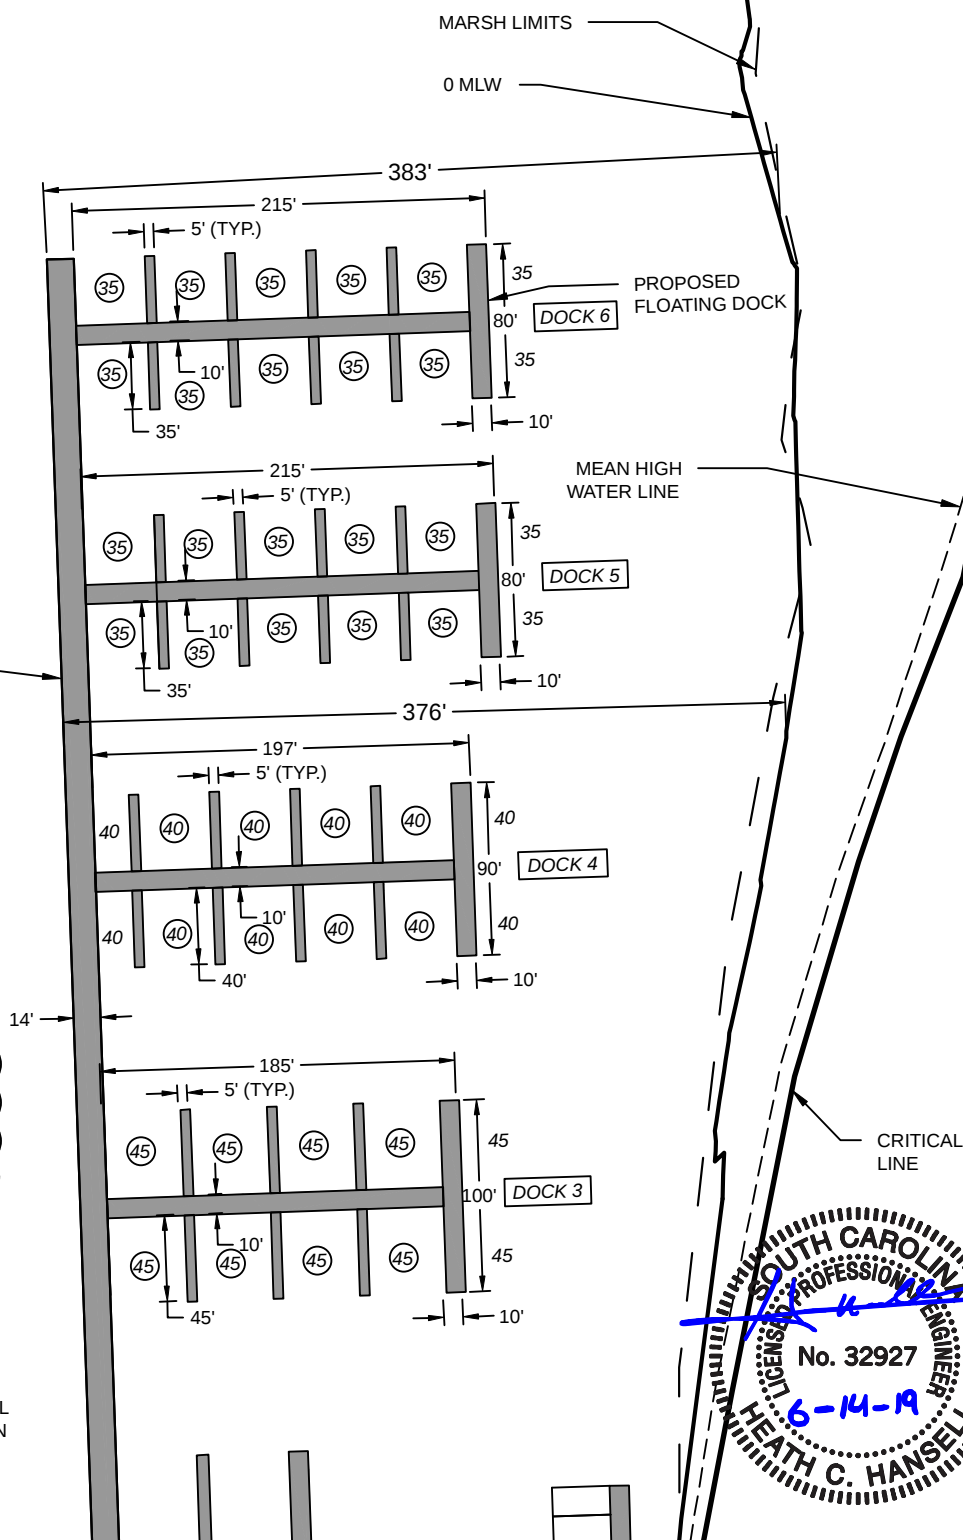 MARSH LIMITS
0 MLW
383'
215'
5' (TYP.)
35 35 35 35 35 35
PROPOSED
FLOATING DOCK
80' DOCK 6
35 35 35 35 35 35
10'
35'
10'
215'
MEAN HIGH
WATER LINE
5' (TYP.)
35 35 35 35 35 35
80' DOCK 5
35 35 35 35 35 35
10'
35'
10'
376'
197'
5' (TYP.)
40 40 40 40 40 40
90' DOCK 4
40 40 40 40 40 40
10'
40'
10'
14'
185'
5' (TYP.)
45 45 45 45 45
CRITICAL
LINE
100' DOCK 3
45 45 45 45 45
10'
45'
10'
SOUTH CAROLINA
LICENSED PROFESSIONAL ENGINEER
No. 32927
6-14-19
HEATH C. HANSEL
L
N